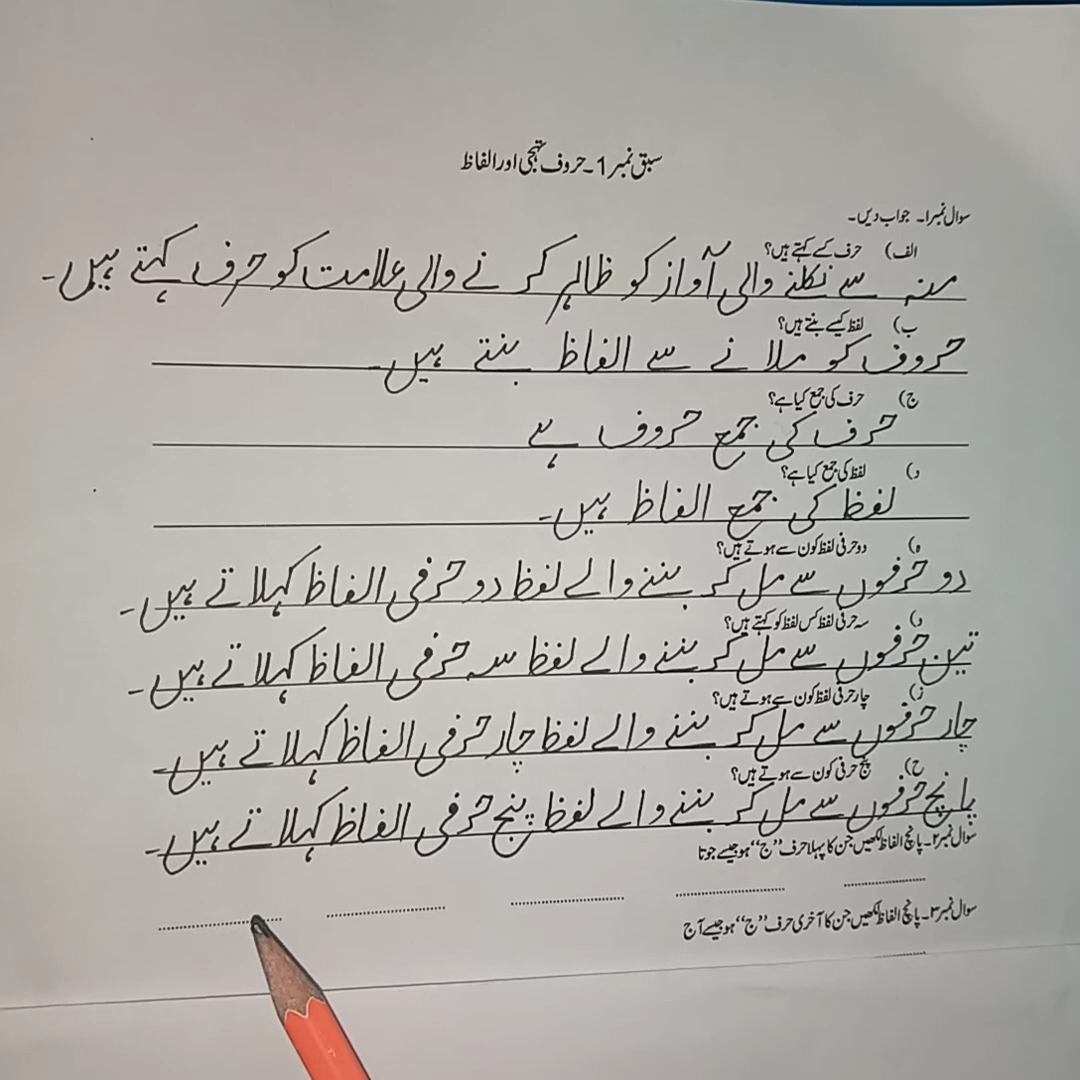 سبق نمبر 1۔ حروف تہجی اور الفاظ
سوال نمبر ۱۔ جواب دیں۔
الف) حرف کسے کہتے ہیں؟
منہ سے نکلنے والی آواز کو ظاہر کرنے والی علامت کو حرف کہتے ہیں۔
ب) لفظ کیسے بنتے ہیں؟
حروف کو ملانے سے الفاظ بنتے ہیں۔
ج) حرف کی جمع کیا ہے؟
حرف کی جمع حروف ہے
د) لفظ کی جمع کیا ہے؟
لفظ کی جمع الفاظ ہیں۔
ہ) دو حرفی لفظ کون سے ہوتے ہیں؟
دو حرفوں سے مل کر بننے والے لفظ دو حرفی الفاظ کہلاتے ہیں۔
و) سہ حرفی لفظ کس لفظ کو کہتے ہیں؟
تین حرفوں سے مل کر بننے والے لفظ سہ حرفی الفاظ کہلاتے ہیں۔
ز) چار حرفی لفظ کون سے ہوتے ہیں؟
چار حرفوں سے مل کر بننے والے لفظ چار حرفی الفاظ کہلاتے ہیں۔
ح) پنج حرفی کون سے ہوتے ہیں؟
پانچ حرفوں سے مل کر بننے والے لفظ پنج حرفی الفاظ کہلاتے ہیں۔
سوال نمبر ۲۔ پانچ الفاظ لکھیں جن کا پہلا حرف "ج" ہو جیسے جوتا
سوال نمبر ۳۔ پانچ الفاظ لکھیں جن کا آخری حرف "ج" ہو جیسے آج